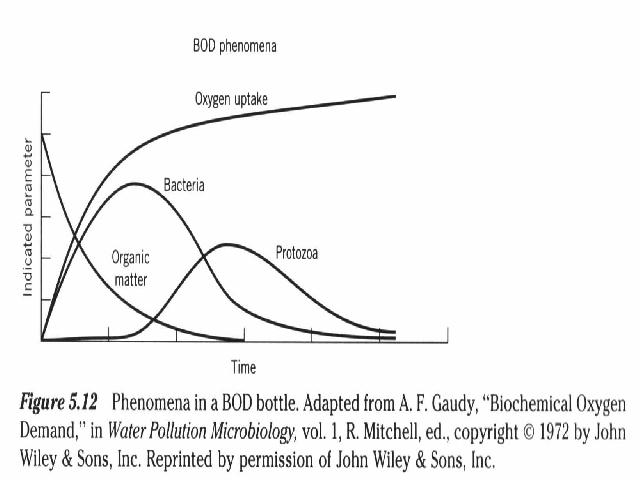 BOD phenomena
Oxygen uptake
Bacteria
Organic
matter
Protozoa
Indicated parameter
Time
Figure 5.12 Phenomena in a BOD bottle. Adapted from A. F. Gaudy, “Biochemical Oxygen
Demand,” in Water Pollution Microbiology, vol. 1, R. Mitchell, ed., copyright © 1972 by John
Wiley & Sons, Inc. Reprinted by permission of John Wiley & Sons, Inc.